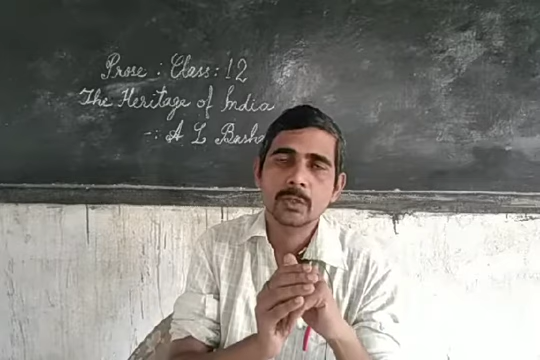 Prose : Class : 12
The Heritage of India
-: A L Basha